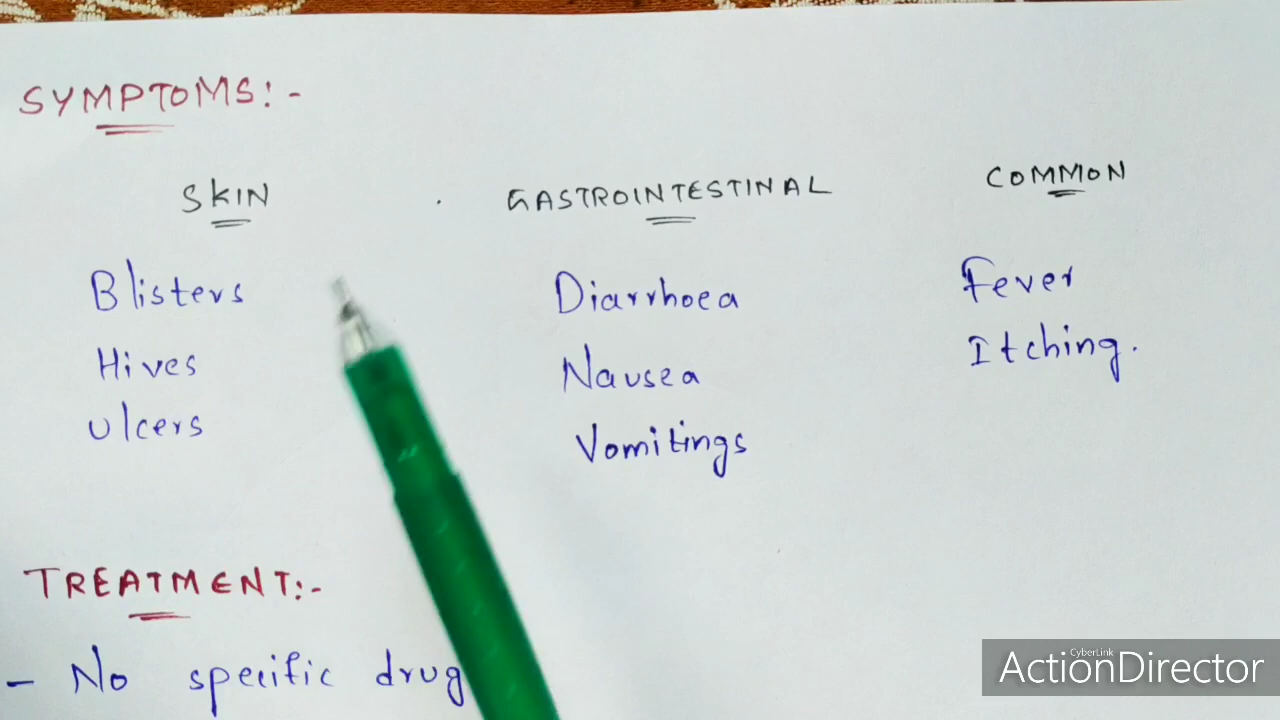 SYMPTOMS:-
SKIN GASTROINTESTINAL COMMON
Blisters Diarrhoea Fever
Hives Nausea Itching.
Ulcers Vomitings
TREATMENT:-
- No specific drug
CyberLink
ActionDirector